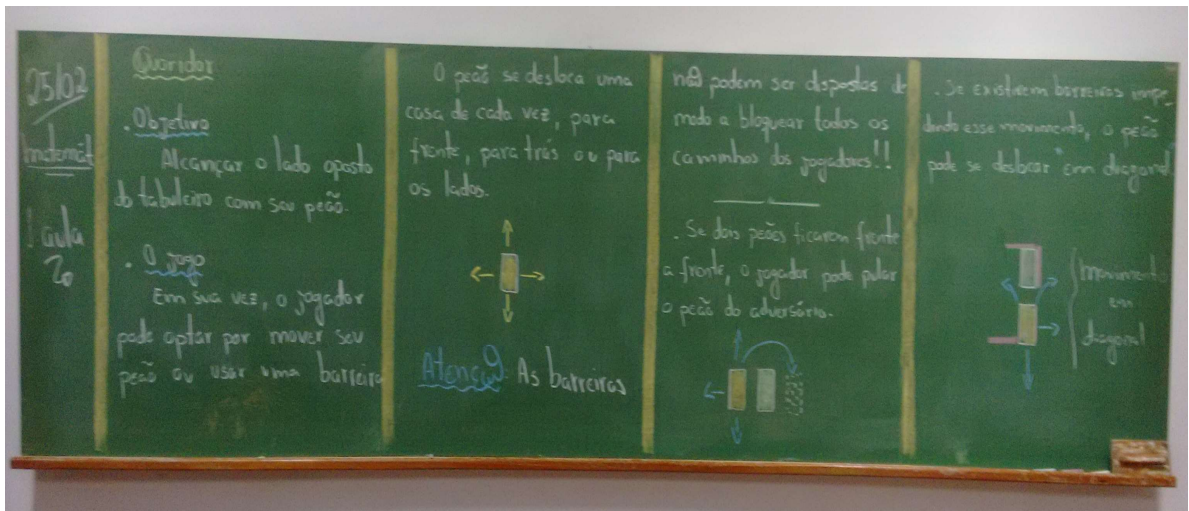 25/02
matemát
1 aula
Quoridor
. Objetivo
Alcançar o lado oposto
do tabuleiro com seu peão.
. O jogo
Em sua vez, o jogador
pode optar por mover seu
peão ou usar uma barreira
O peão se desloca uma
casa de cada vez, para
frente, para trás ou para
os lados.
Atenção: As barreiras
não podem ser dispostas de
modo a bloquear todos os
caminhos dos jogadores!!
. Se dois peões ficarem frente
a frente, o jogador pode pular
o peão do adversário.
. Se existirem barreiras impe-
dindo esse movimento, o peão
pode se deslocar em diagonal
movimento
em
diagonal